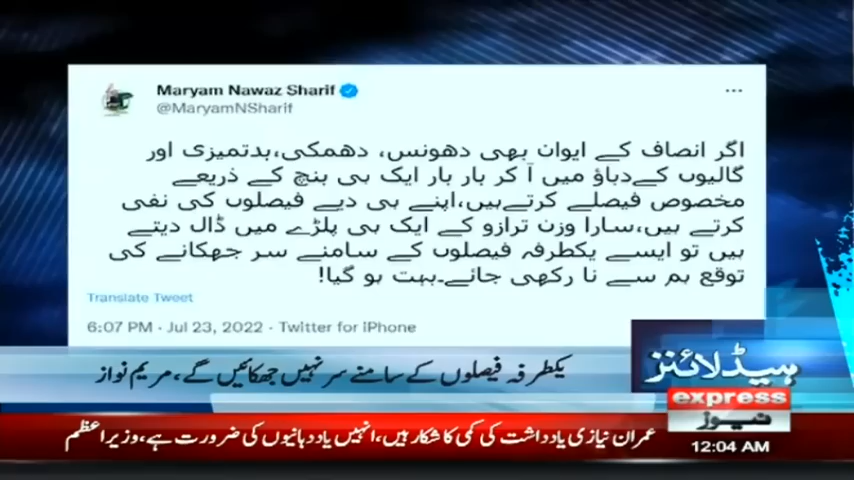 Maryam Nawaz Sharif
@MaryamNSharif
اگر انصاف کے ایوان بھی دھونس، دھمکی،بدتمیزی اور
گالیوں کےدباؤ میں آ کر بار بار ایک ہی بنچ کے ذریعے
مخصوص فیصلے کرتےہیں،اپنے ہی دیے فیصلوں کی نفی
کرتے ہیں،سارا وزن ترازو کے ایک ہی پلڑے میں ڈال دیتے
ہیں تو ایسے یکطرفہ فیصلوں کے سامنے سر جھکانے کی
توقع ہم سے نا رکھی جائے۔بہت ہو گیا!
Translate Tweet
6:07 PM · Jul 23, 2022 · Twitter for iPhone
یکطرفہ فیصلوں کے سامنے سر نہیں جھکائیں گے، مریم نواز
ہیڈلائنز
express
نیوز
عمران نیازی یادداشت کی کمی کا شکار ہیں، انہیں یاد دہانیوں کی ضرورت ہے، وزیراعظم
12:04 AM